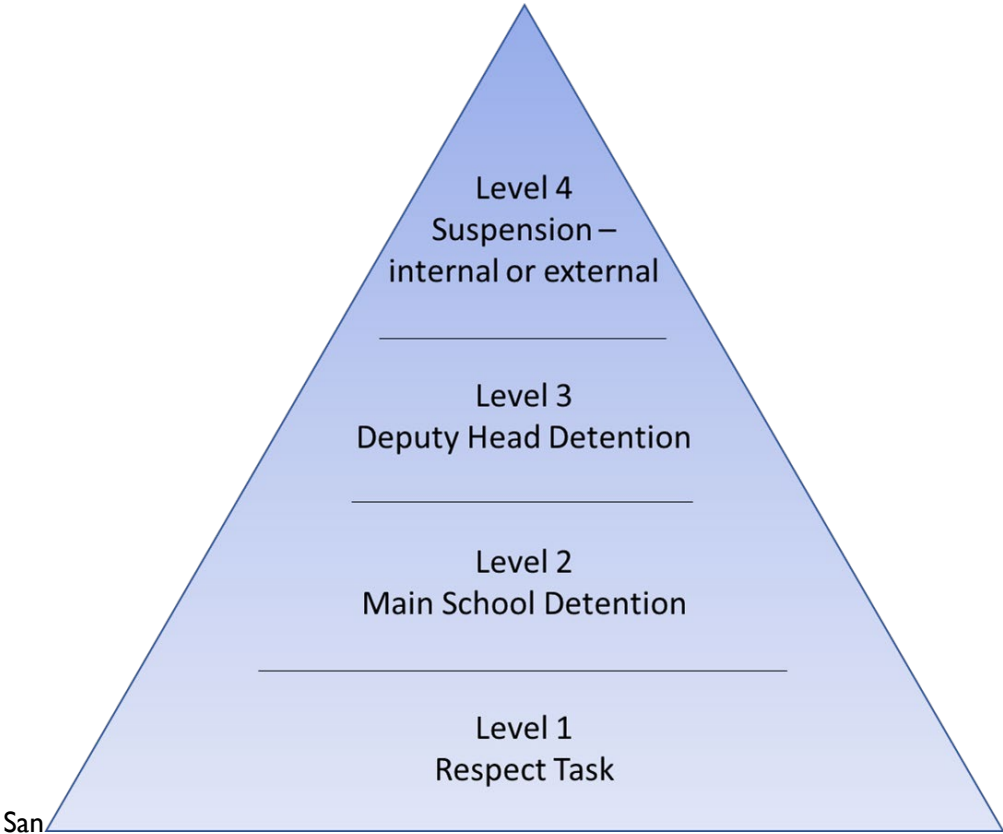 Level 4
Suspension –
internal or external
Level 3
Deputy Head Detention
Level 2
Main School Detention
Level 1
Respect Task
San